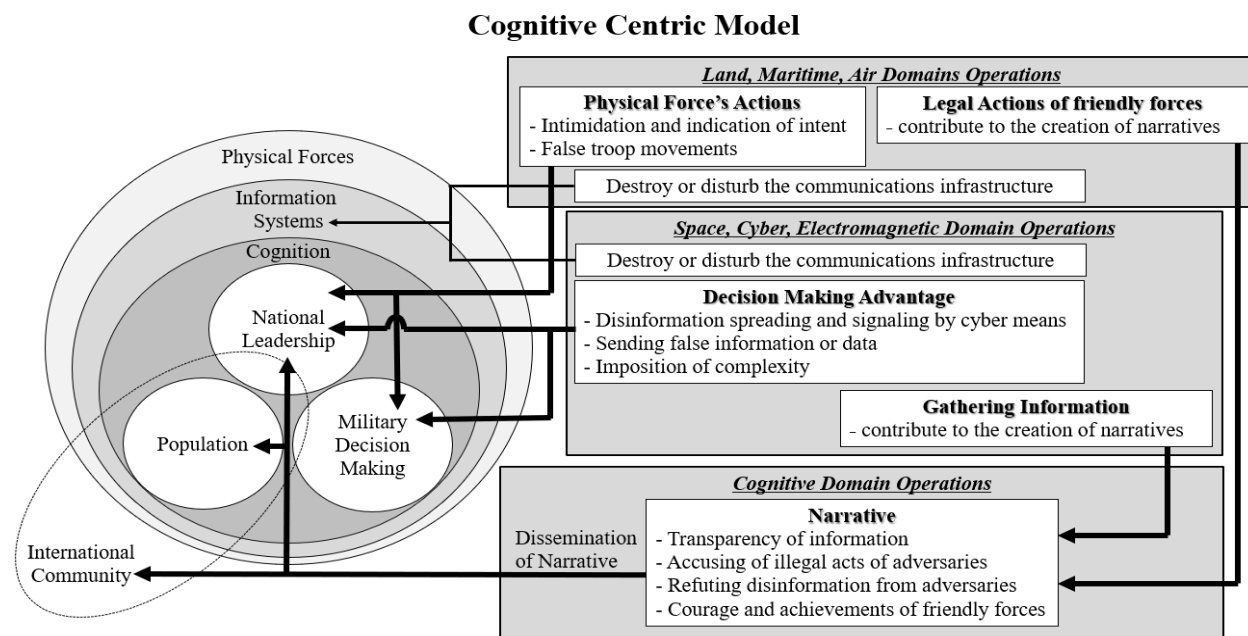 Cognitive Centric Model
Physical Forces
Information
Systems
Cognition
National
Leadership
Population
Military
Decision
Making
International
Community
Land, Maritime, Air Domains Operations
Physical Force's Actions
- Intimidation and indication of intent
- False troop movements
Legal Actions of friendly forces
- contribute to the creation of narratives
Destroy or disturb the communications infrastructure
Space, Cyber, Electromagnetic Domain Operations
Destroy or disturb the communications infrastructure
Decision Making Advantage
- Disinformation spreading and signaling by cyber means
- Sending false information or data
- Imposition of complexity
Gathering Information
- contribute to the creation of narratives
Cognitive Domain Operations
Dissemination
of Narrative
Narrative
- Transparency of information
- Accusing of illegal acts of adversaries
- Refuting disinformation from adversaries
- Courage and achievements of friendly forces